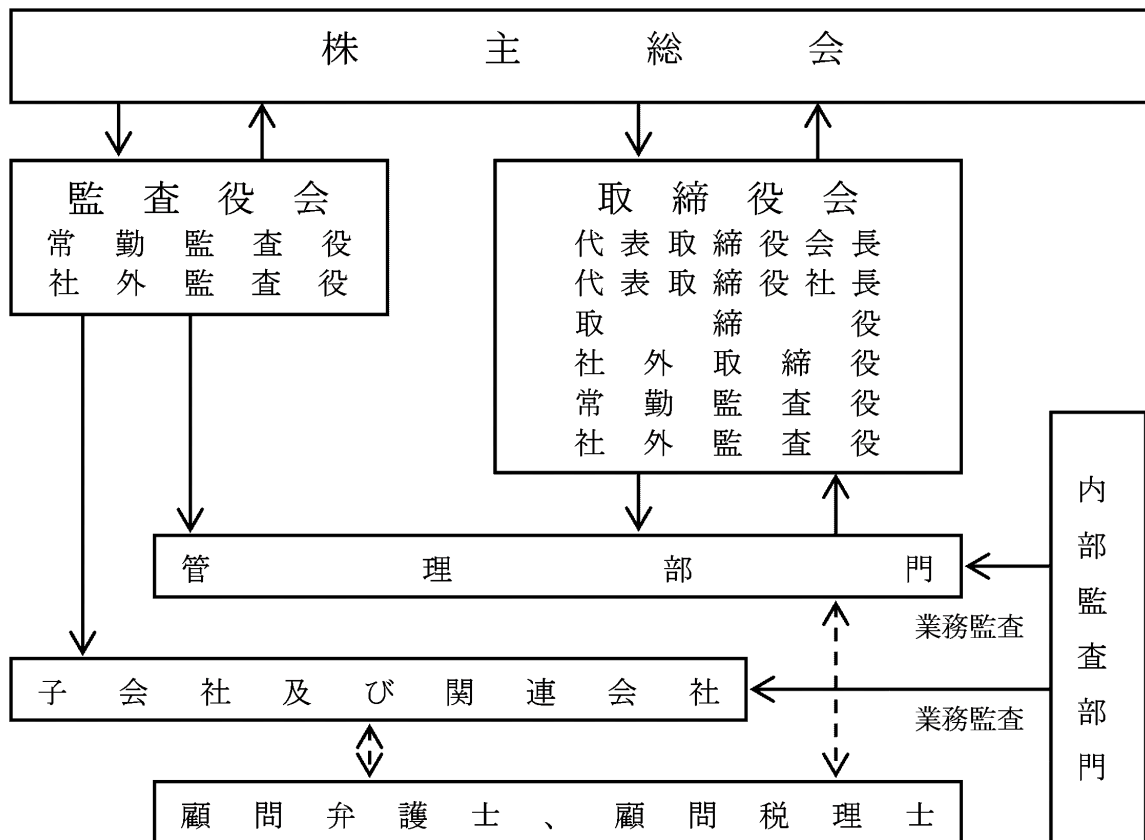 株主総会
監査役会
常勤監査役
社外監査役
取締役会
代表取締役会長
代表取締役社長
取締役
社外取締役
常勤監査役
社外監査役
管理部門
業務監査
子会社及び関連会社
業務監査
顧問弁護士、顧問税理士
内部監査部門